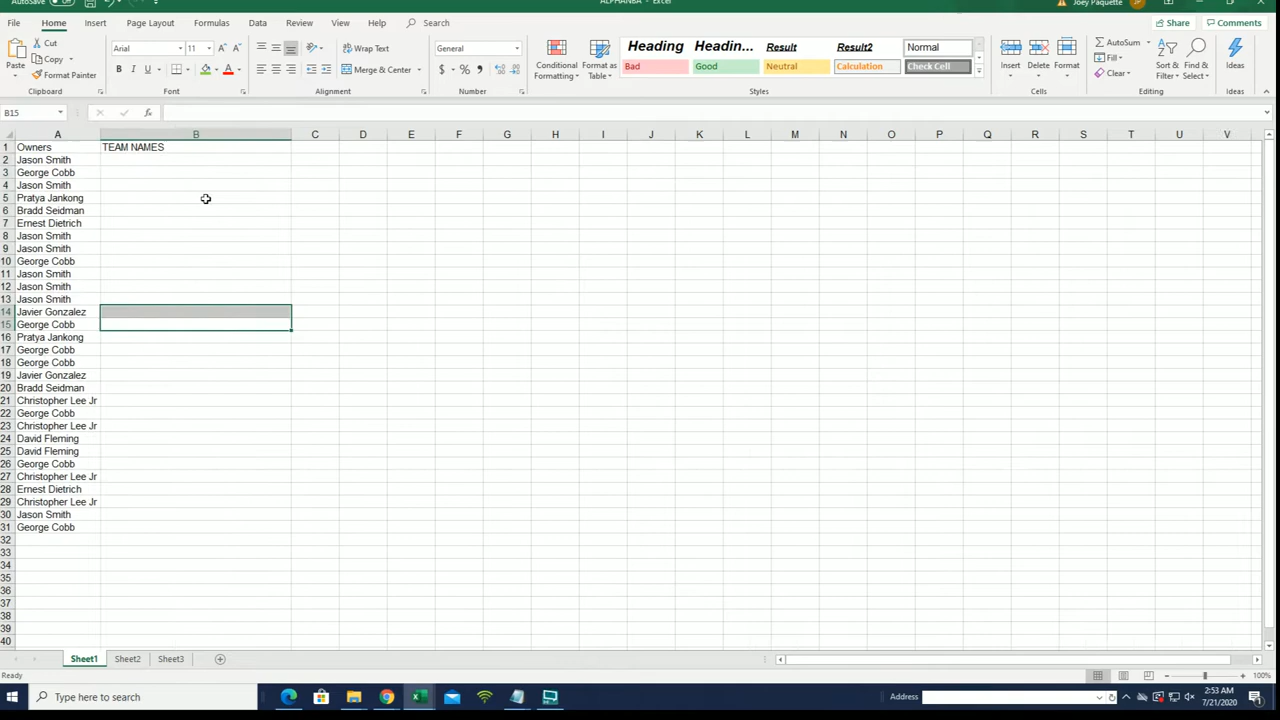 AutoSave Off ALPHANBA - Excel Joey Paquette JP
File Home Insert Page Layout Formulas Data Review View Help Search Share Comments
Paste Cut Copy Format Painter Clipboard
Arial 11 A A B I U A Font
Wrap Text Merge & Center Alignment
General $ % , Number
Conditional Formatting Format as Table
Heading Headin... Result Result2 Normal
Bad Good Neutral Calculation Check Cell
Styles
Insert Delete Format Cells
AutoSum Fill Clear Sort & Filter Find & Select Editing
Ideas Ideas
B15 fx
A B C D E F G H I J K L M N O P Q R S T U V
1 Owners TEAM NAMES
2 Jason Smith
3 George Cobb
4 Jason Smith
5 Pratya Jankong
6 Bradd Seidman
7 Ernest Dietrich
8 Jason Smith
9 Jason Smith
10 George Cobb
11 Jason Smith
12 Jason Smith
13 Jason Smith
14 Javier Gonzalez
15 George Cobb
16 Pratya Jankong
17 George Cobb
18 George Cobb
19 Javier Gonzalez
20 Bradd Seidman
21 Christopher Lee Jr
22 George Cobb
23 Christopher Lee Jr
24 David Fleming
25 David Fleming
26 George Cobb
27 Christopher Lee Jr
28 Ernest Dietrich
29 Christopher Lee Jr
30 Jason Smith
31 George Cobb
32
33
34
35
36
37
38
39
40
Sheet1 Sheet2 Sheet3
Ready 100%
Type here to search Address 2:53 AM
7/21/2020